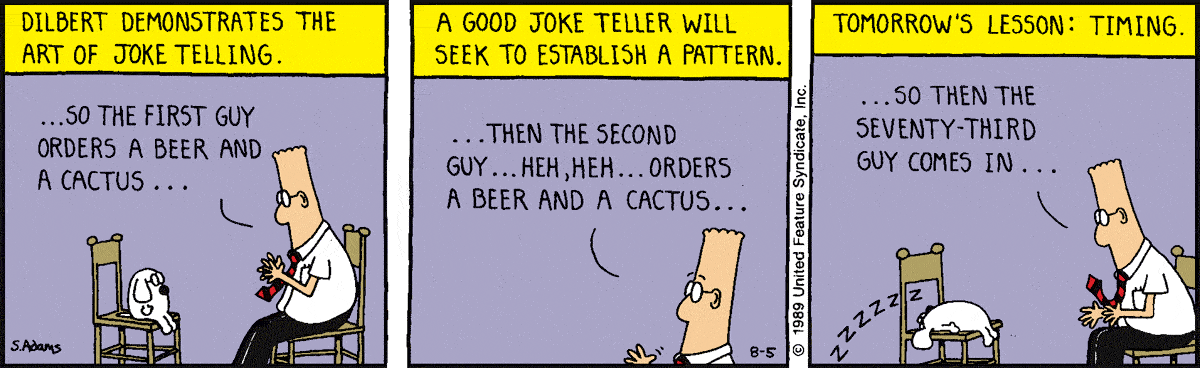 DILBERT DEMONSTRATES THE
ART OF JOKE TELLING.
...SO THE FIRST GUY
ORDERS A BEER AND
A CACTUS...
S.Adams
A GOOD JOKE TELLER WILL
SEEK TO ESTABLISH A PATTERN.
...THEN THE SECOND
GUY...HEH,HEH...ORDERS
A BEER AND A CACTUS...
8-5
© 1989 United Feature Syndicate, Inc.
TOMORROW'S LESSON: TIMING.
...SO THEN THE
SEVENTY-THIRD
GUY COMES IN...
ZZZZZZ